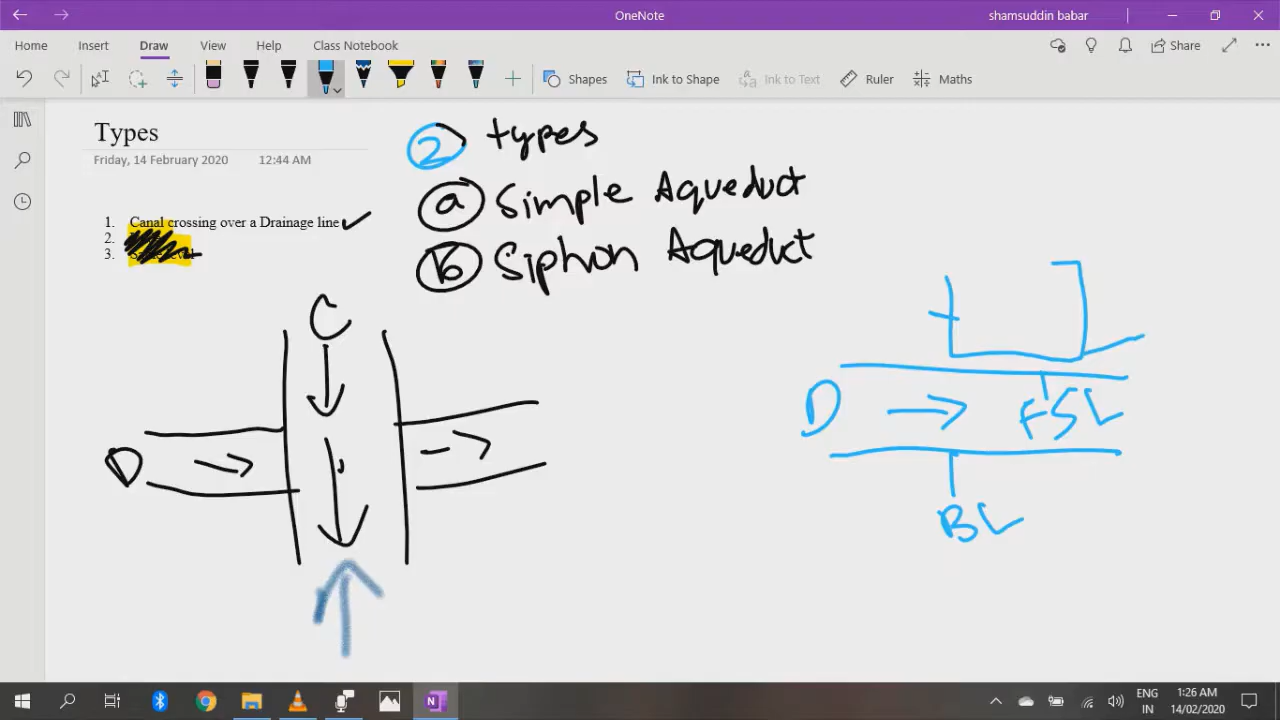 OneNote
shamsuddin babar
Home Insert Draw View Help Class Notebook
Share
Shapes
Ink to Shape
Ink to Text
Ruler
Maths
Types
Friday, 14 February 2020 12:44 AM
1. Canal crossing over a Drainage line
2.
3.
2 types
a Simple Aqueduct
b Siphon Aqueduct
C
D
D
FSL
BL
ENG
IN
1:26 AM
14/02/2020